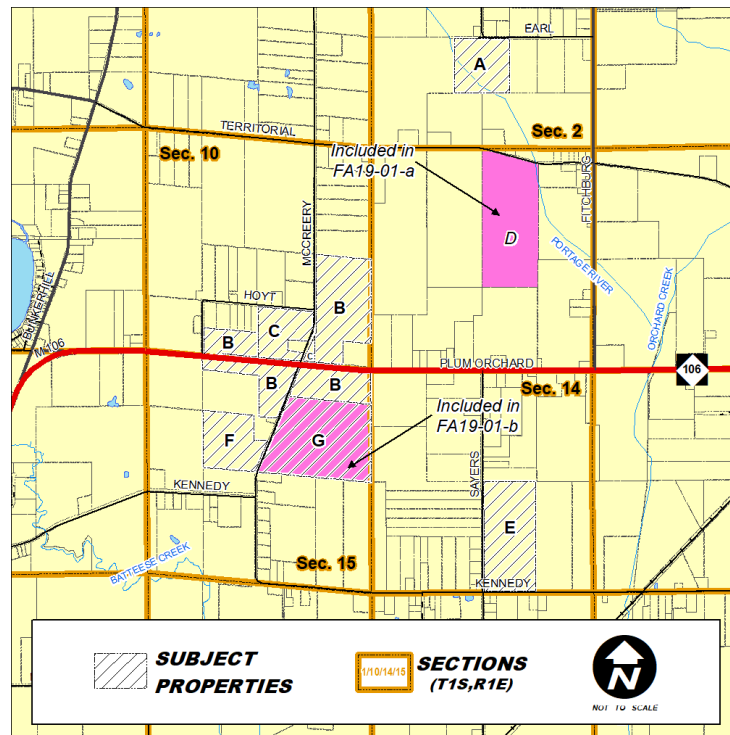 EARL
A
TERRITORIAL
Sec. 2
Sec. 10
Included in
FA19-01-a
FITCHBURG
MCCREERY
D
PORTAGE RIVER
ORCHARD CREEK
BUNKERHILL
HOYT
B
C
B
M 106
c
PLUM ORCHARD
106
Sec. 14
B
B
Included in
FA19-01-b
F
G
SAYERS
KENNEDY
E
BATTEESE CREEK
Sec. 15
KENNEDY
SUBJECT
PROPERTIES
1/10/14/15
SECTIONS
(T1S,R1E)
N
NOT TO SCALE